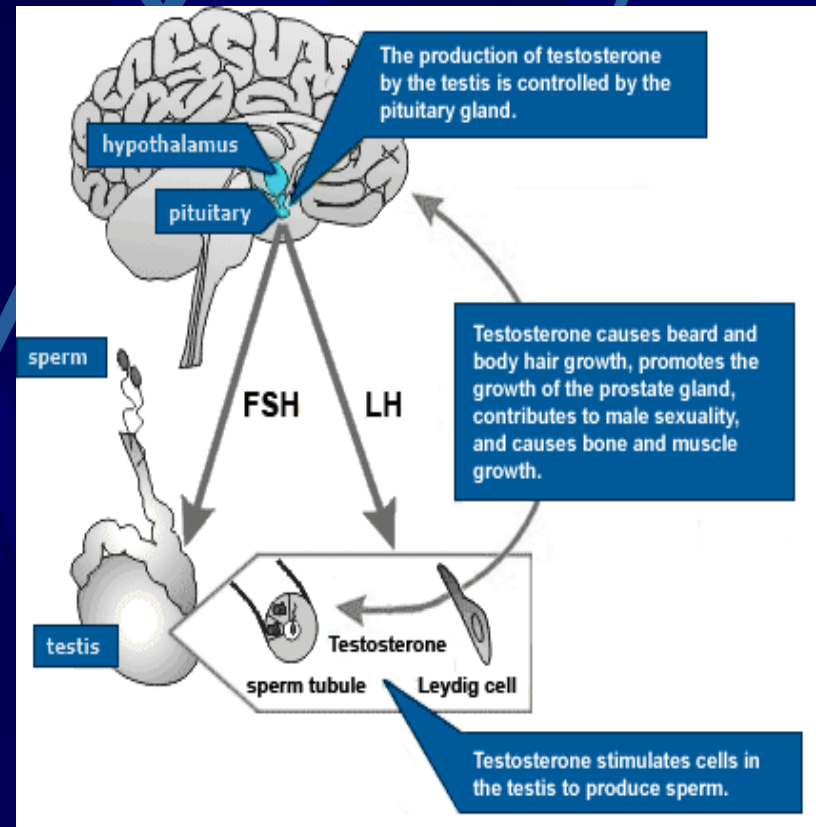 The production of testosterone
by the testis is controlled by the
pituitary gland.
hypothalamus
pituitary
sperm
FSH
LH
Testosterone causes beard and
body hair growth, promotes the
growth of the prostate gland,
contributes to male sexuality,
and causes bone and muscle
growth.
testis
Testosterone
sperm tubule
Leydig cell
Testosterone stimulates cells in
the testis to produce sperm.